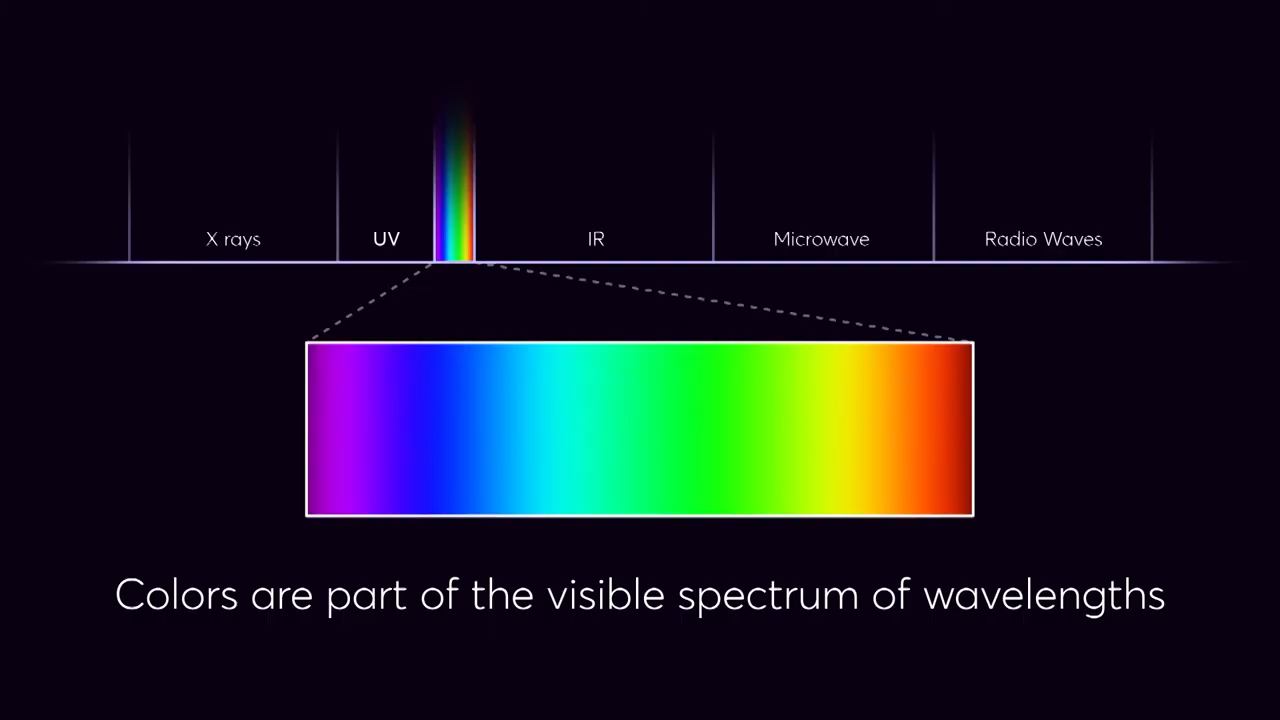 X rays UV IR Microwave Radio Waves
Colors are part of the visible spectrum of wavelengths